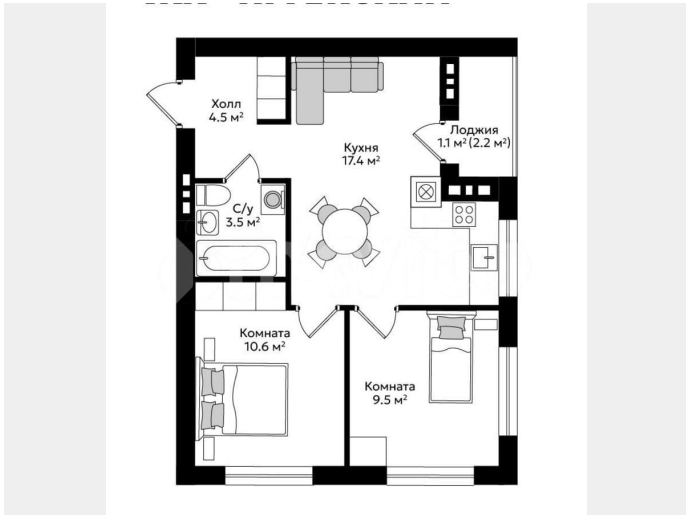 Холл
4.5 м²
Лоджия
1.1 м² (2.2 м²)
Кухня
17.4 м²
С/у
3.5 м²
Комната
10.6 м²
Комната
9.5 м²